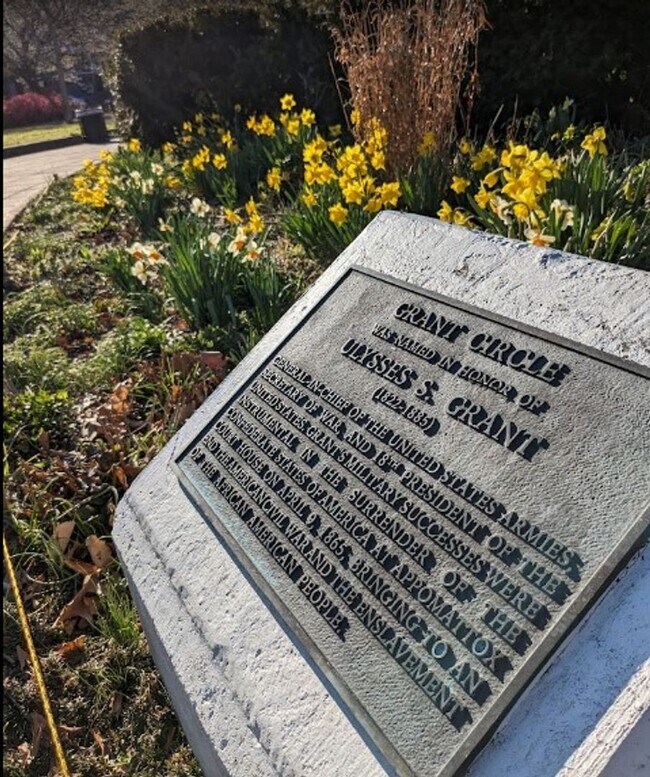 GRANT CIRCLE
WAS NAMED IN HONOR OF
ULYSSES S. GRANT
(1822-1885)
GENERAL-IN-CHIEF OF THE UNITED STATES ARMIES,
SECRETARY OF WAR, AND 18TH PRESIDENT OF THE
UNITED STATES. GRANT'S MILITARY SUCCESSES WERE
INSTRUMENTAL IN THE SURRENDER OF THE
CONFEDERATE STATES OF AMERICA AT APPOMATTOX
COURT HOUSE ON APRIL 9, 1865, BRINGING TO AN
END THE AMERICAN CIVIL WAR AND THE ENSLAVEMENT
OF THE AFRICAN AMERICAN PEOPLE.